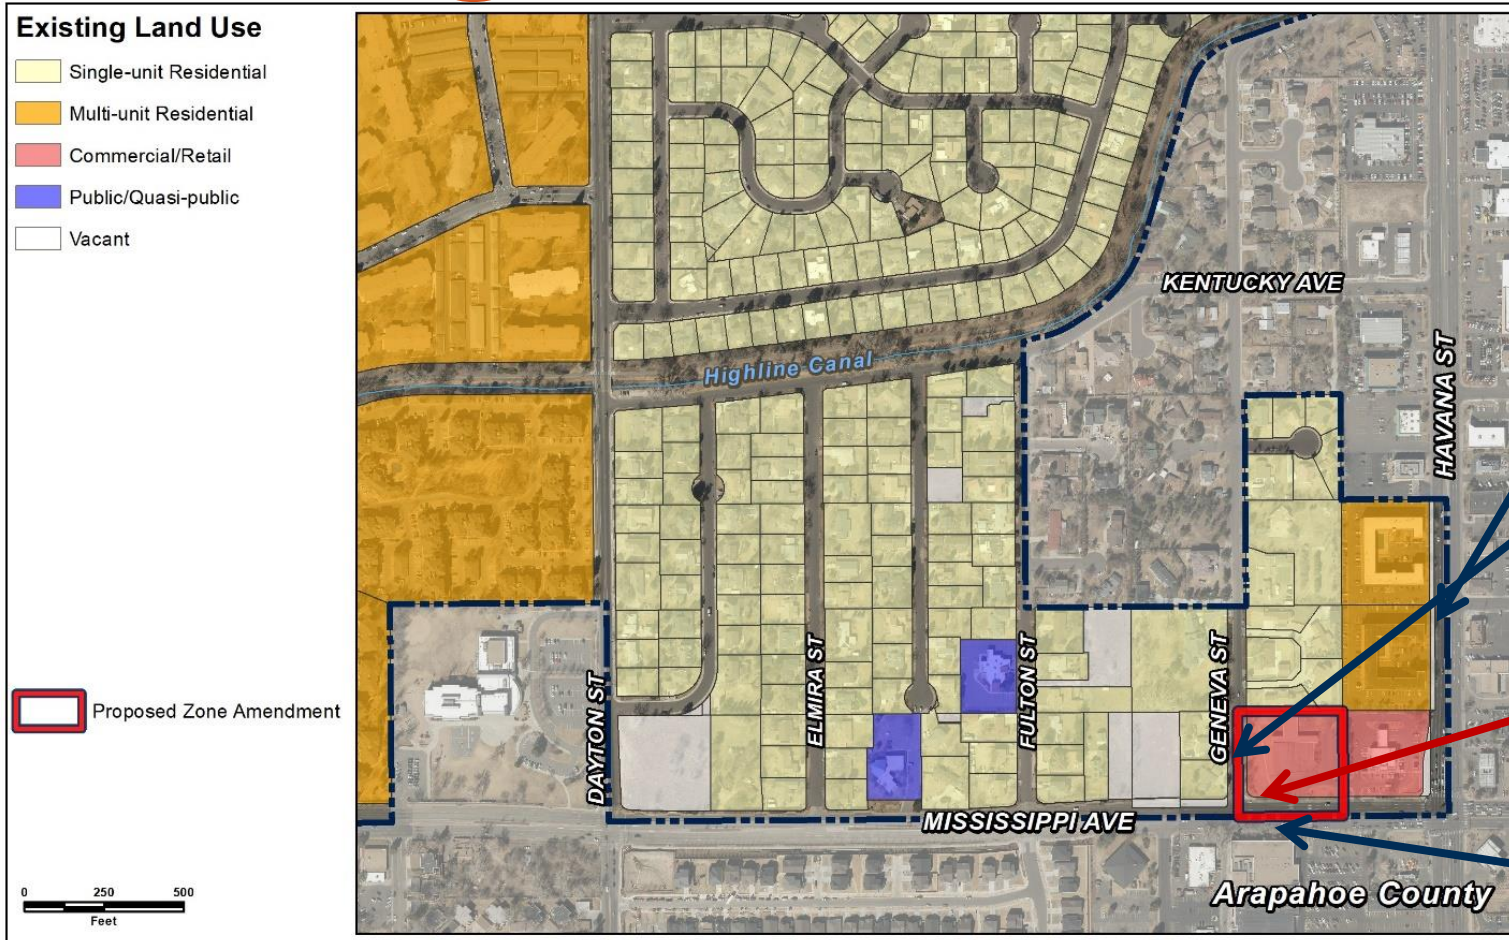 Existing Land Use
Single-unit Residential
Multi-unit Residential
Commercial/Retail
Public/Quasi-public
Vacant
Proposed Zone Amendment
0 250 500
Feet
KENTUCKY AVE
HAVANA ST
Highline Canal
DAYTON ST
ELMIRA ST
FULTON ST
GENEVA ST
MISSISSIPPI AVE
Arapahoe County